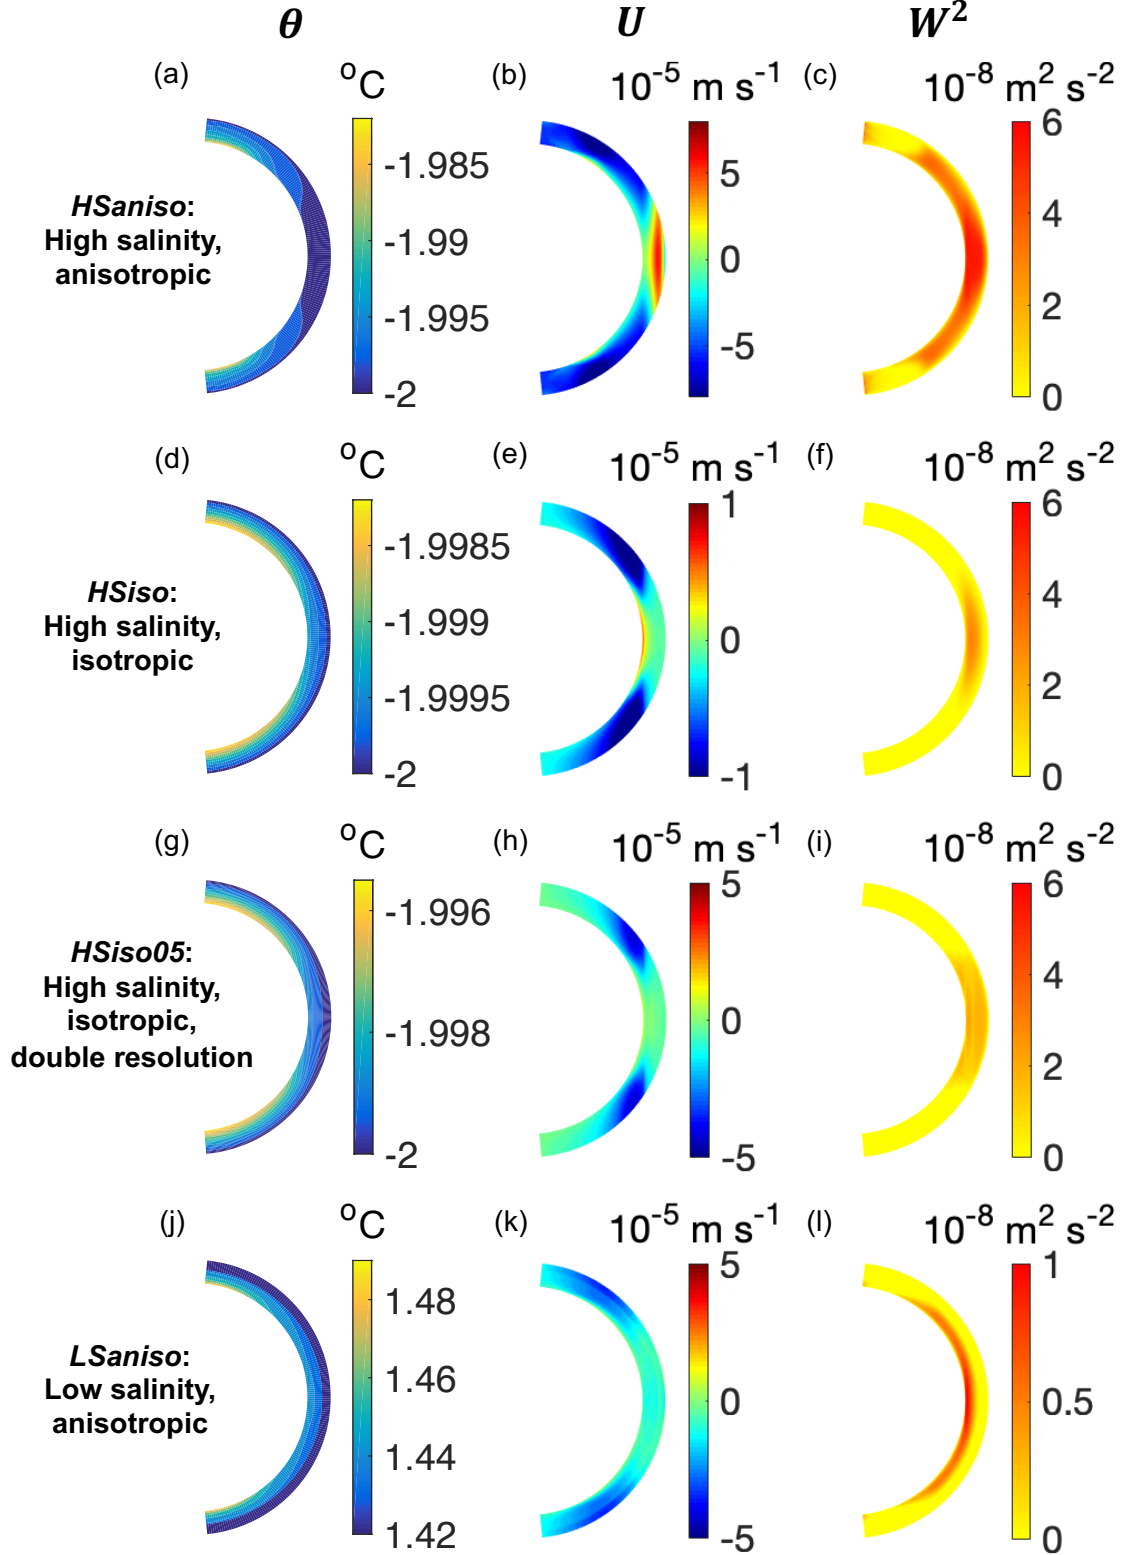 θ U W²
(a) °C (b) 10⁻⁵ m s⁻¹ (c) 10⁻⁸ m² s⁻²
HSaniso:
High salinity,
anisotropic
-1.985
-1.99
-1.995
-2
5
0
-5
6
4
2
0
(d) °C (e) 10⁻⁵ m s⁻¹ (f) 10⁻⁸ m² s⁻²
HSiso:
High salinity,
isotropic
-1.9985
-1.999
-1.9995
-2
1
0
-1
6
4
2
0
(g) °C (h) 10⁻⁵ m s⁻¹ (i) 10⁻⁸ m² s⁻²
HSiso05:
High salinity,
isotropic,
double resolution
-1.996
-1.998
-2
5
0
-5
6
4
2
0
(j) °C (k) 10⁻⁵ m s⁻¹ (l) 10⁻⁸ m² s⁻²
LSaniso:
Low salinity,
anisotropic
1.48
1.46
1.44
1.42
5
0
-5
1
0.5
0